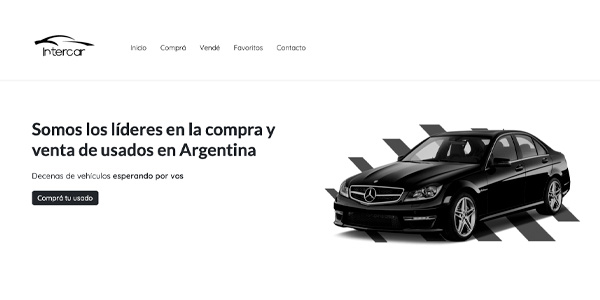 Intercar
Inicio Comprá Vendé Favoritos Contacto
Somos los líderes en la compra y
venta de usados en Argentina
Decenas de vehículos esperando por vos
Comprá tu usado